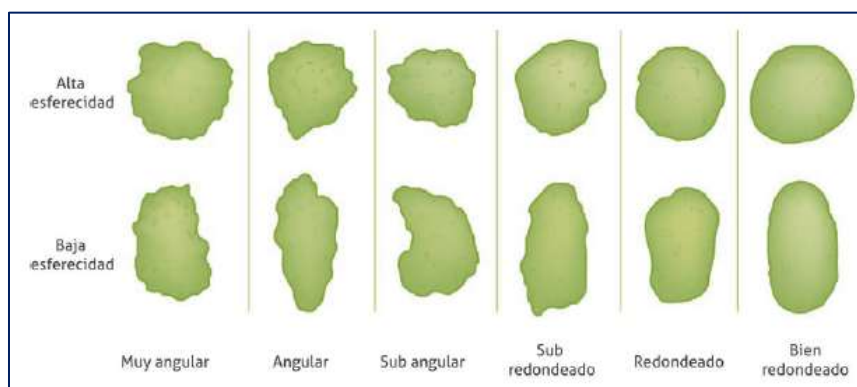 Alta
esferecidad
Baja
esferecidad
Muy angular
Angular
Sub angular
Sub
redondeado
Redondeado
Bien
redondeado